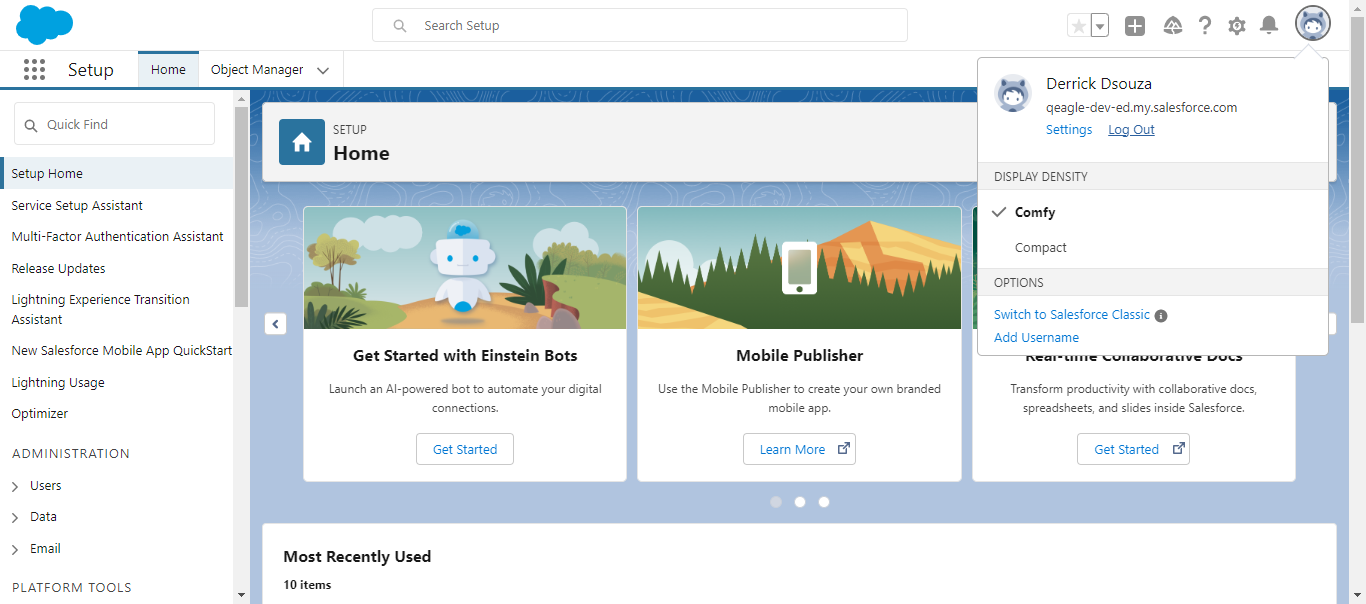 Search Setup
Setup
Home
Object Manager
Quick Find
Setup Home
Service Setup Assistant
Multi-Factor Authentication Assistant
Release Updates
Lightning Experience Transition
Assistant
New Salesforce Mobile App QuickStart
Lightning Usage
Optimizer
ADMINISTRATION
Users
Data
Email
PLATFORM TOOLS
SETUP
Home
Get Started with Einstein Bots
Launch an AI-powered bot to automate your digital
connections.
Get Started
Mobile Publisher
Use the Mobile Publisher to create your own branded
mobile app.
Learn More
Real-time Collaborative Docs
Transform productivity with collaborative docs,
spreadsheets, and slides inside Salesforce.
Get Started
Most Recently Used
10 items
Derrick Dsouza
qeagle-dev-ed.my.salesforce.com
Settings Log Out
DISPLAY DENSITY
Comfy
Compact
OPTIONS
Switch to Salesforce Classic
Add Username